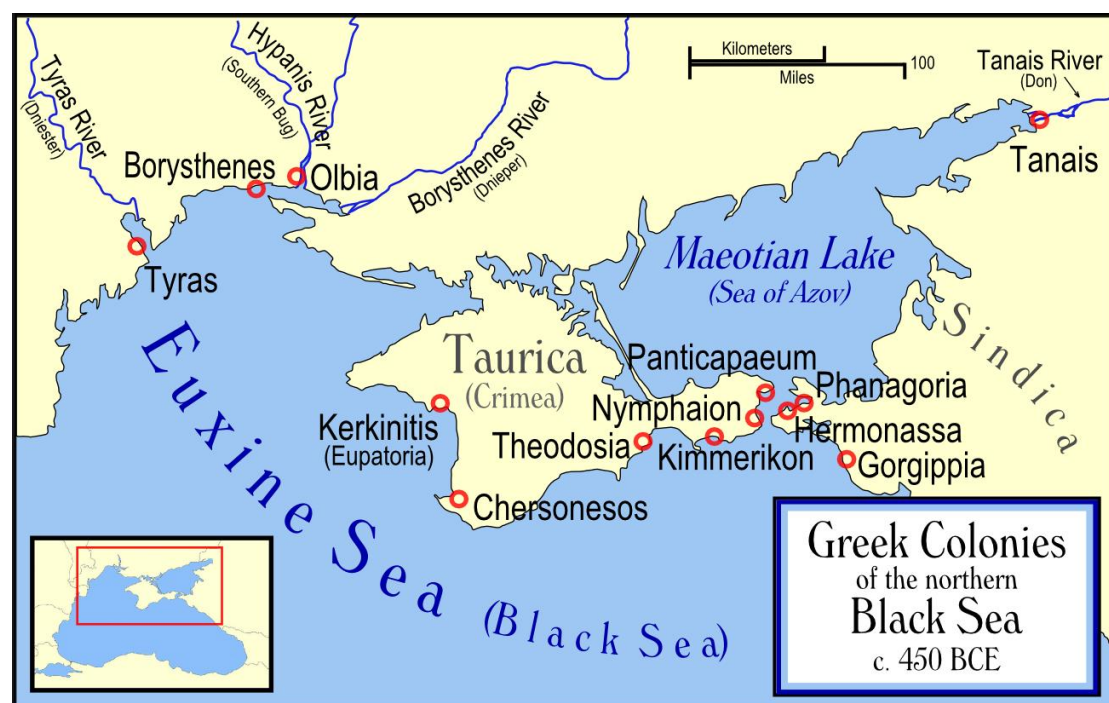 Tyras River
(Dniester)
Hypanis River
(Southern Bug)
Borysthenes River
(Dnieper)
Kilometers
Miles
100
Tanais River
(Don)
Tanais
Borysthenes
Olbia
Tyras
Maeotian Lake
(Sea of Azov)
Sindica
Taurica
(Crimea)
Panticapaeum
Phanagoria
Nymphaion
Hermonassa
Kerkinitis
(Eupatoria)
Theodosia
Kimmerikon
Gorgippia
Chersonesos
Euxine Sea (Black Sea)
Greek Colonies
of the northern
Black Sea
c. 450 BCE